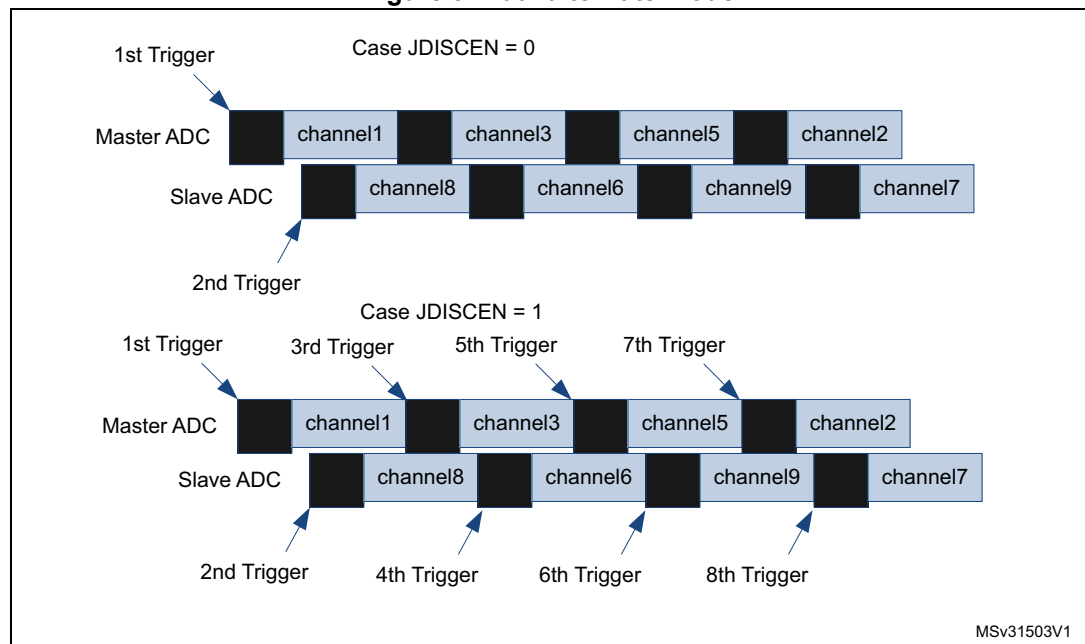 Case JDISCEN = 0
1st Trigger
Master ADC channel1 channel3 channel5 channel2
Slave ADC channel8 channel6 channel9 channel7
2nd Trigger
Case JDISCEN = 1
1st Trigger 3rd Trigger 5th Trigger 7th Trigger
Master ADC channel1 channel3 channel5 channel2
Slave ADC channel8 channel6 channel9 channel7
2nd Trigger 4th Trigger 6th Trigger 8th Trigger
MSv31503V1